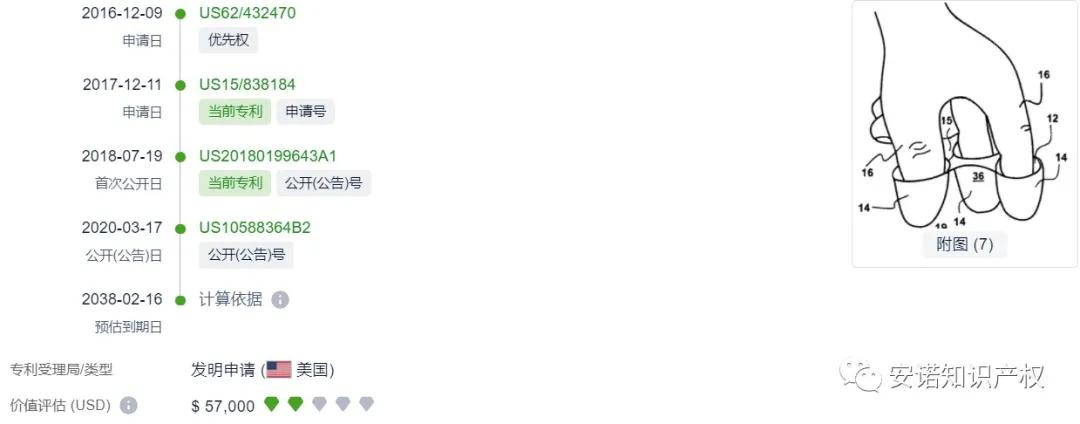 2016-12-09 US62/432470
申请日 优先权
2017-12-11 US15/838184
申请日 当前专利 申请号
2018-07-19 US20180199643A1
首次公开日 当前专利 公开(公告)号
2020-03-17 US10588364B2
公开(公告)日 公开(公告)号
2038-02-16 计算依据 i
预估到期日
专利受理局/类型 发明申请 (美国)
价值评估 (USD) i $ 57,000
16
12
15
14
16
36
14
14
19
附图 (7)
安诺知识产权